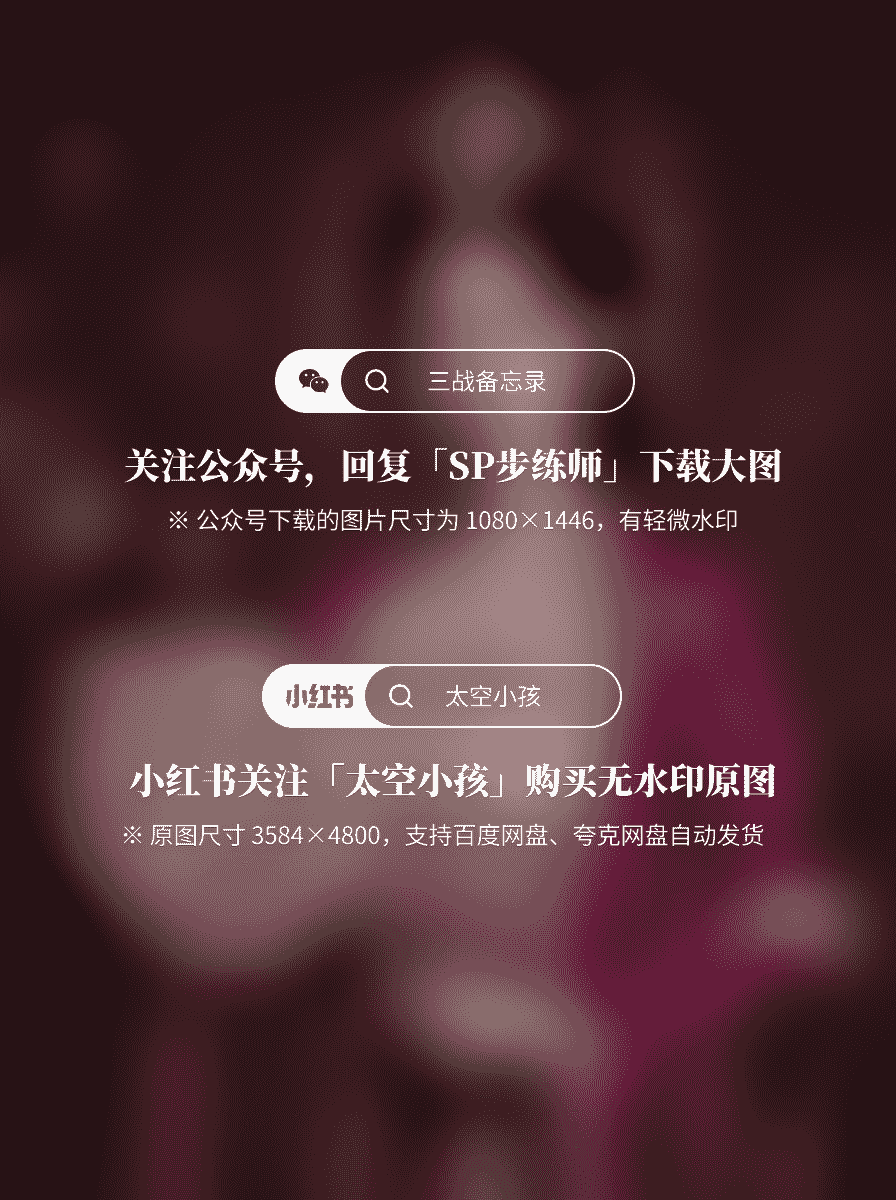 三战备忘录
关注公众号，回复「SP步练师」下载大图
※ 公众号下载的图片尺寸为 1080×1446，有轻微水印
小红书 太空小孩
小红书关注「太空小孩」购买无水印原图
※ 原图尺寸 3584×4800，支持百度网盘、夸克网盘自动发货